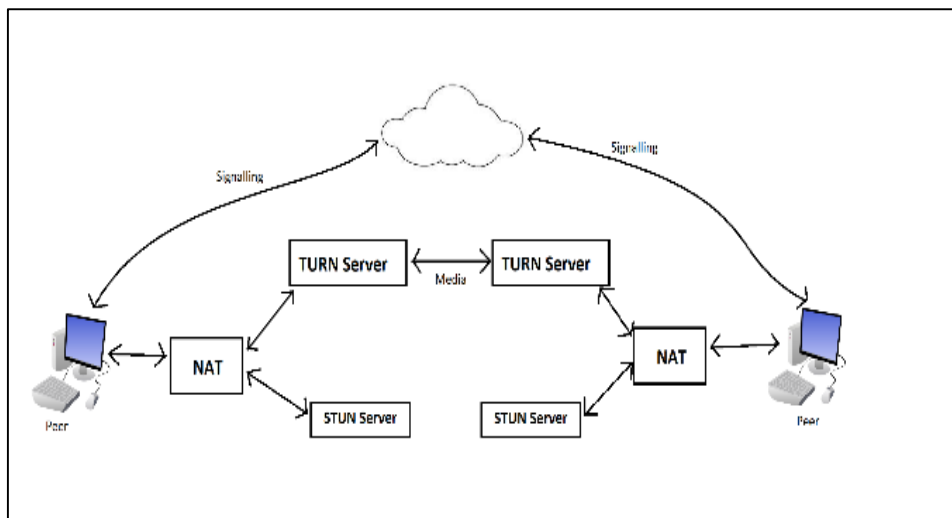 Signalling
Signalling
TURN Server
TURN Server
Media
NAT
NAT
STUN Server
STUN Server
Peer
Peer